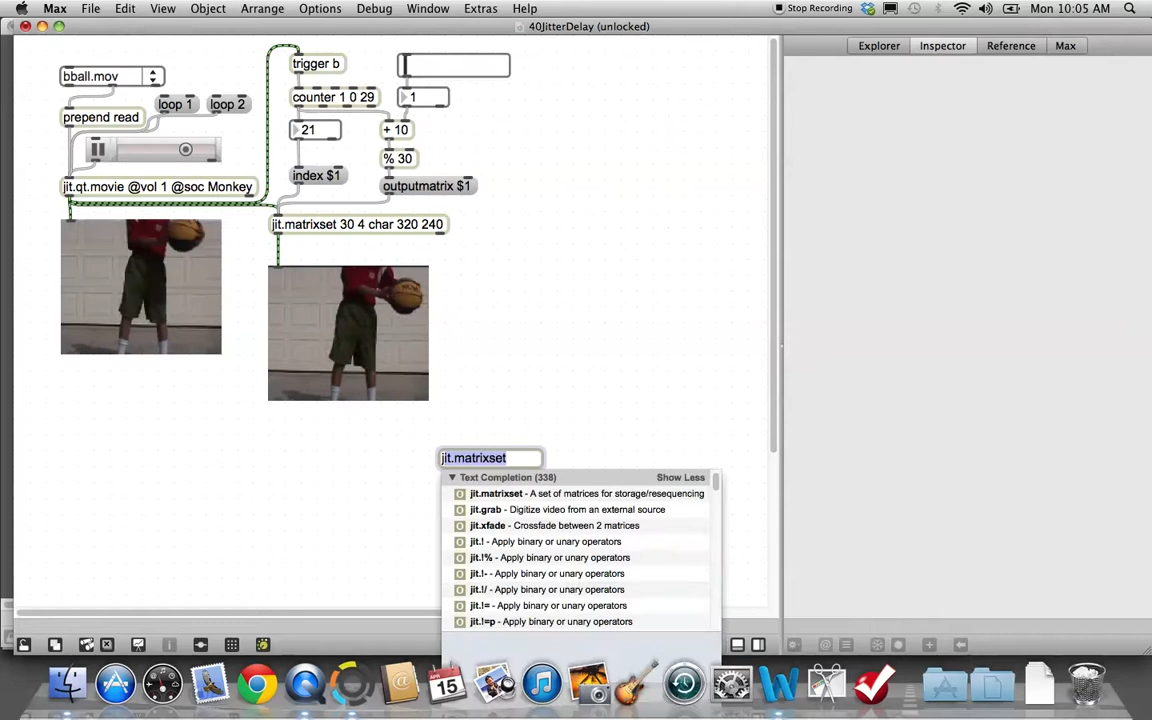 Max File Edit View Object Arrange Options Debug Window Extras Help
Stop Recording
Mon 10:05 AM
40JitterDelay (unlocked)
Explorer Inspector Reference Max
bball.mov
trigger b
loop 1 loop 2
counter 1 0 29
1
prepend read
21
+ 10
% 30
index $1
outputmatrix $1
jit.qt.movie @vol 1 @soc Monkey
jit.matrixset 30 4 char 320 240
jit.matrixset
Text Completion (338) Show Less
jit.matrixset - A set of matrices for storage/resequencing
jit.grab - Digitize video from an external source
jit.xfade - Crossfade between 2 matrices
jit.! - Apply binary or unary operators
jit.!% - Apply binary or unary operators
jit.!- - Apply binary or unary operators
jit.!/ - Apply binary or unary operators
jit.!= - Apply binary or unary operators
jit.!=p - Apply binary or unary operators
15